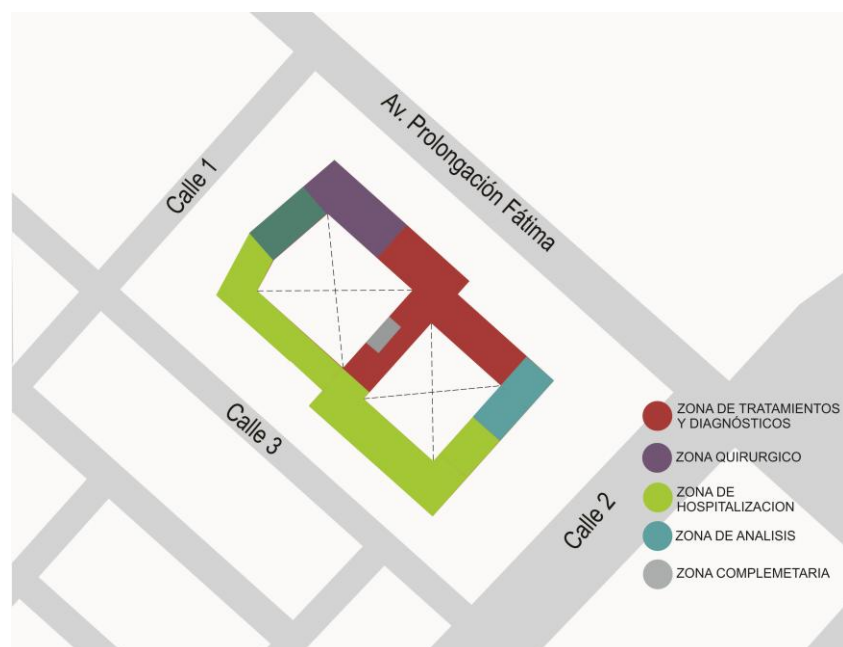 Calle 1
Av. Prolongación Fátima
Calle 3
Calle 2
ZONA DE TRATAMIENTOS
Y DIAGNÓSTICOS
ZONA QUIRURGICO
ZONA DE
HOSPITALIZACION
ZONA DE ANALISIS
ZONA COMPLEMETARIA